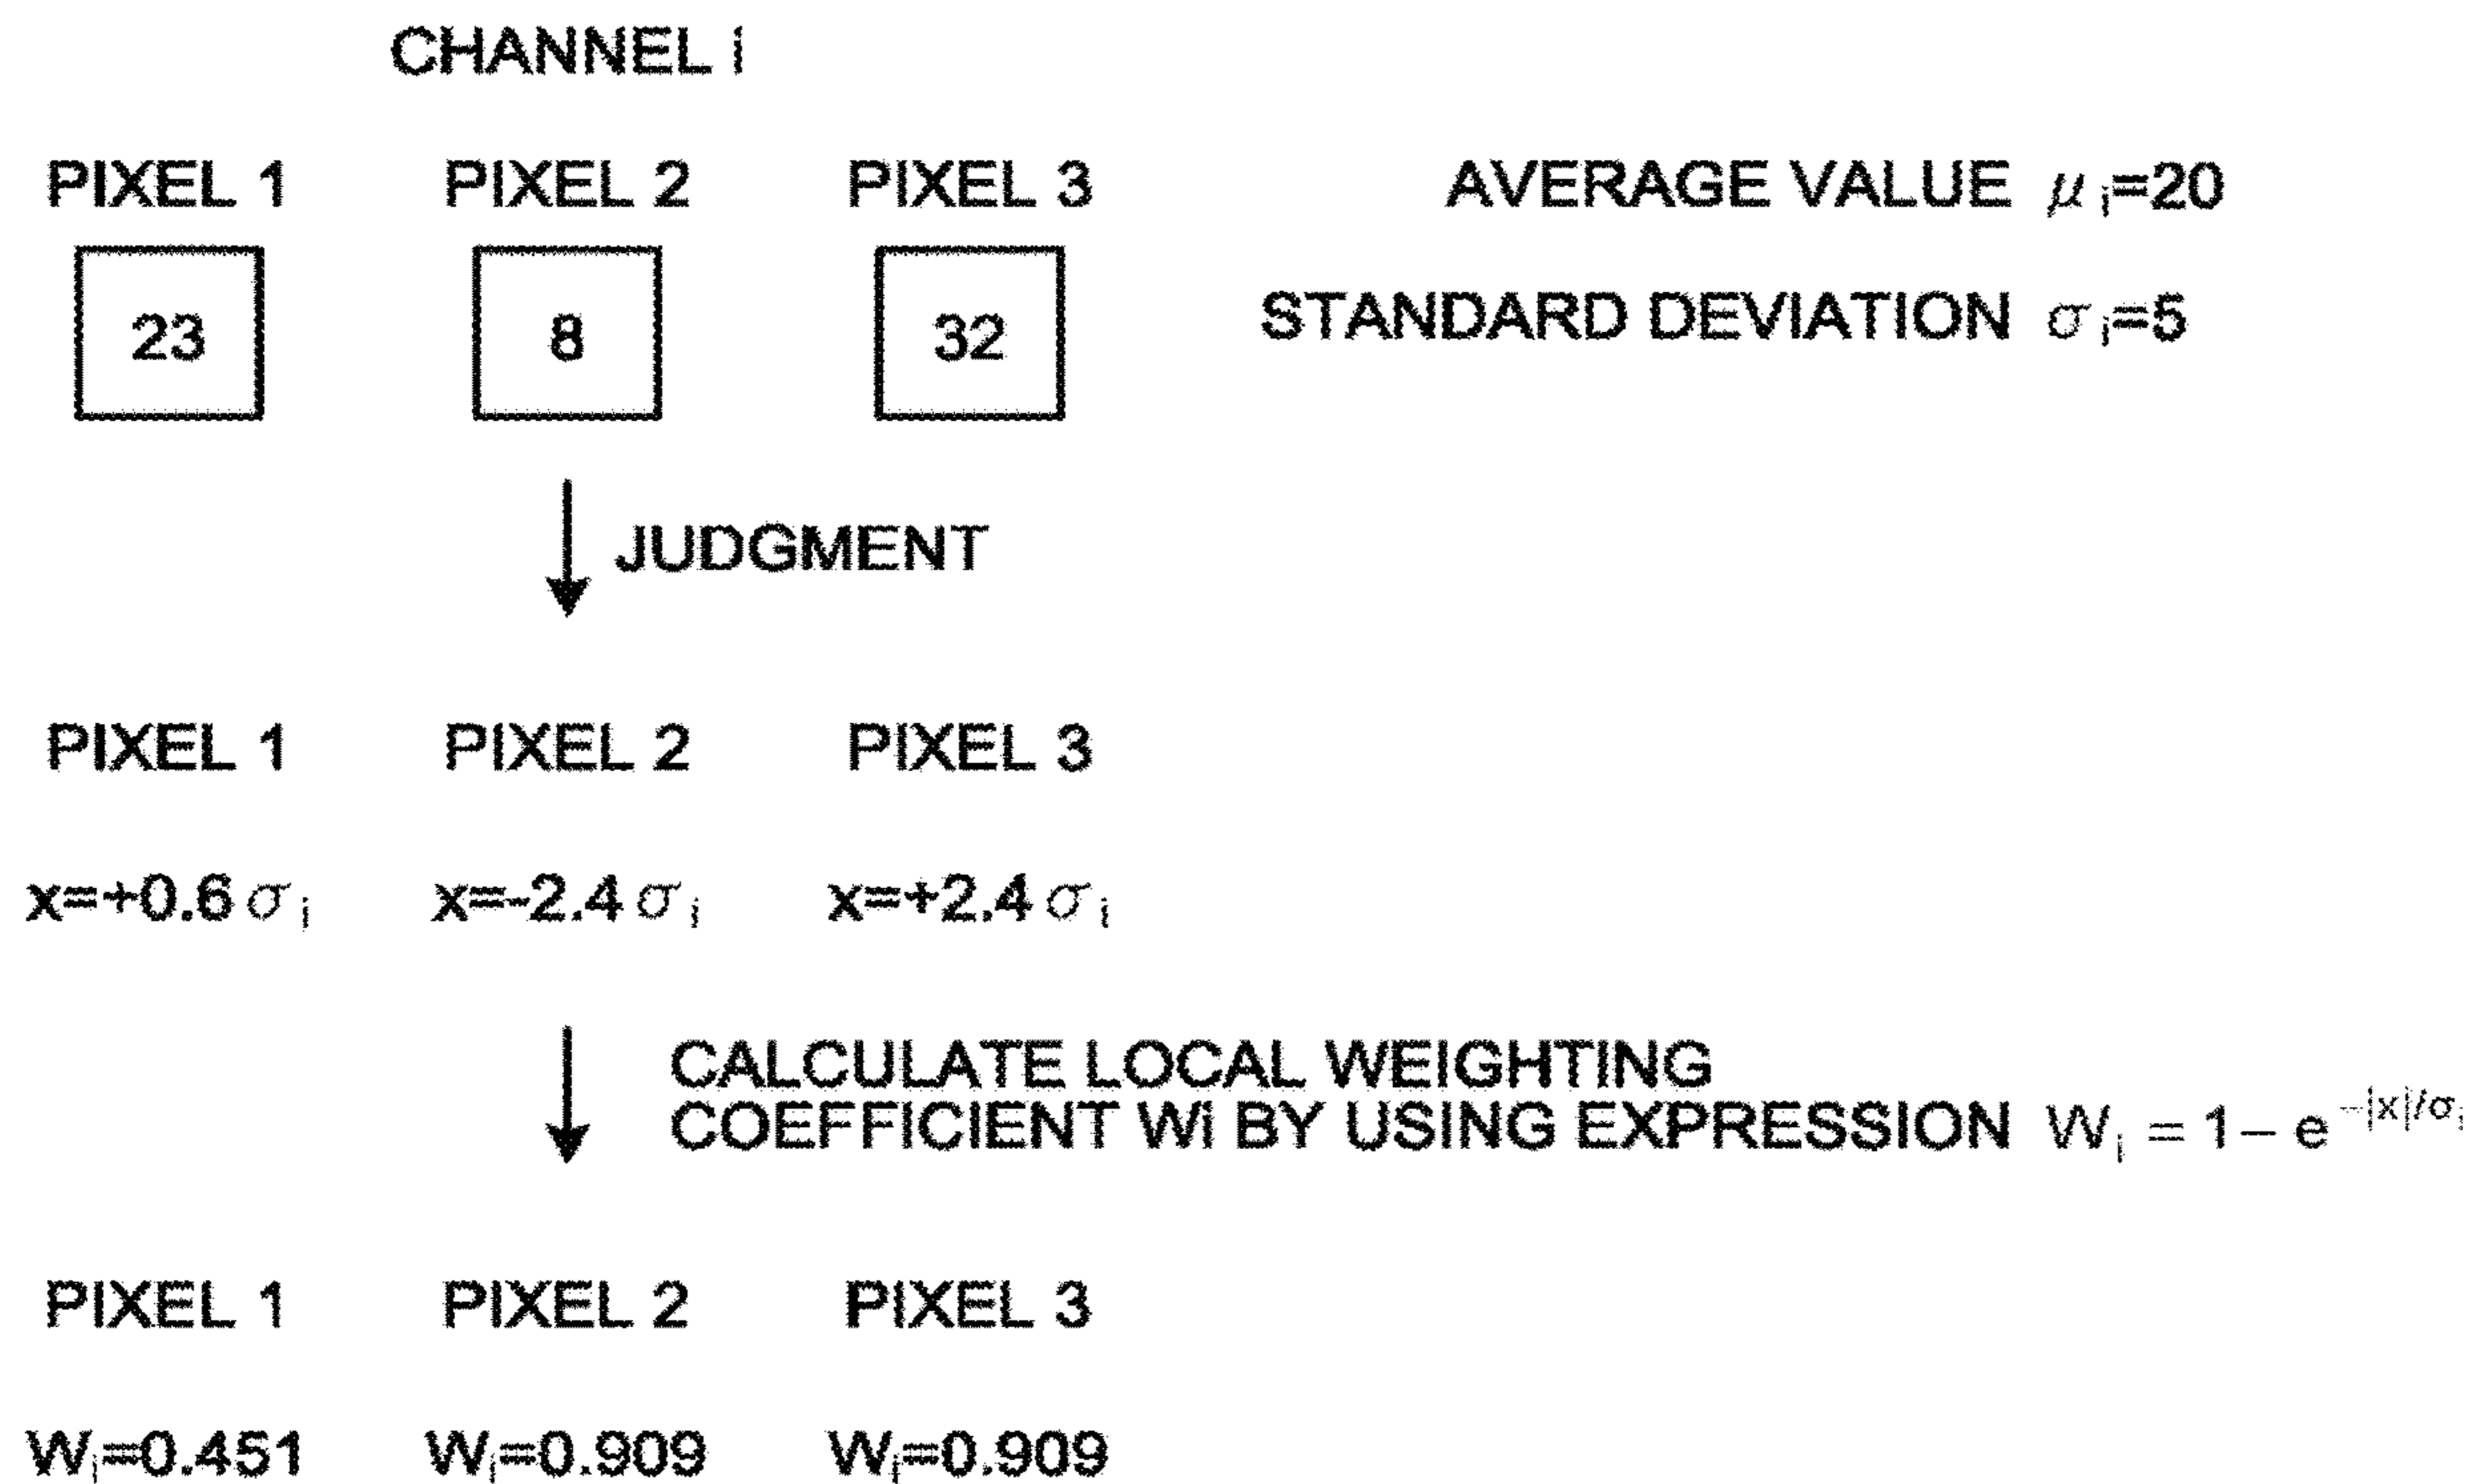 CHANNEL i
PIXEL 1 PIXEL 2 PIXEL 3 AVERAGE VALUE μi=20
23 8 32 STANDARD DEVIATION σi=5
JUDGMENT
PIXEL 1 PIXEL 2 PIXEL 3
x=+0.6σi x=-2.4σi x=+2.4σi
CALCULATE LOCAL WEIGHTING
COEFFICIENT Wi BY USING EXPRESSION Wi = 1 – e^–|x|/σi
PIXEL 1 PIXEL 2 PIXEL 3
Wi=0.451 Wi=0.909 Wi=0.909